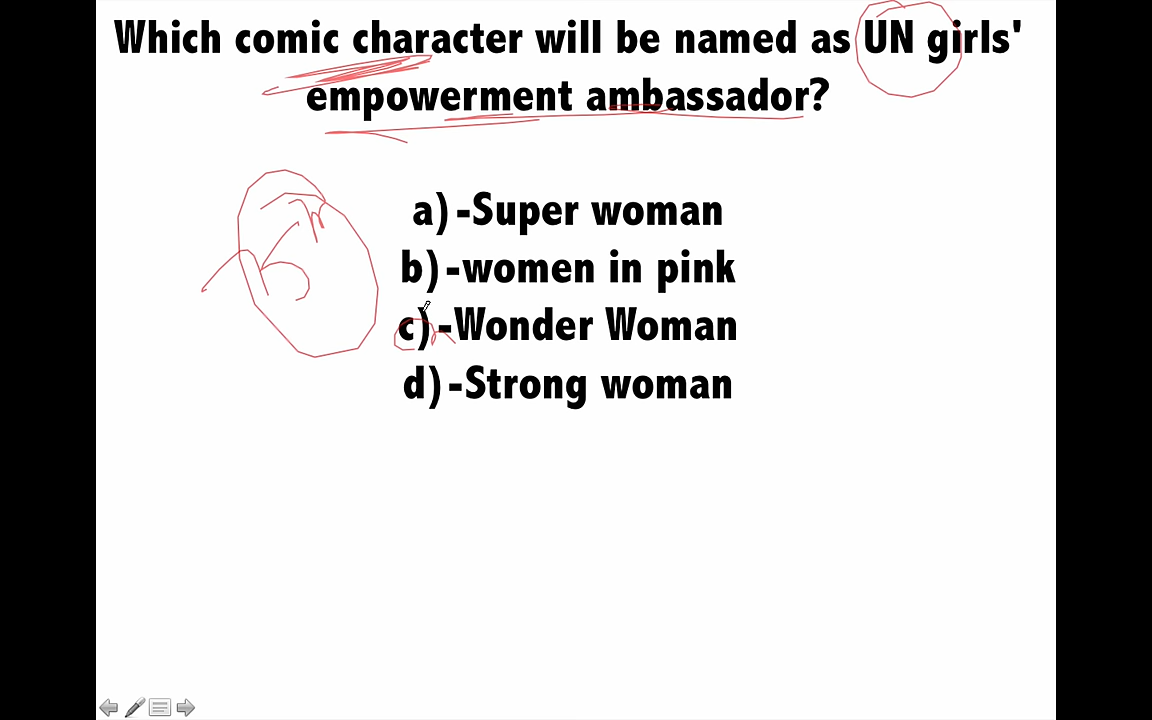 Which comic character will be named as UN girls'
empowerment ambassador?
a)-Super woman
b)-women in pink
c)-Wonder Woman
d)-Strong woman